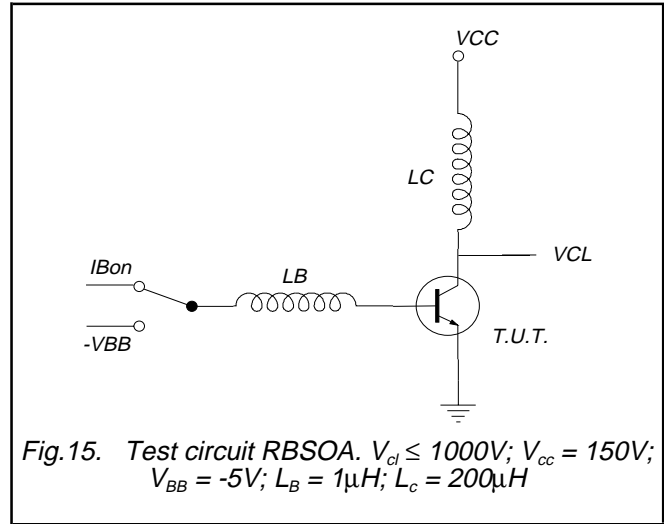 VCC
LC
IBon
LB
VCL
-VBB
T.U.T.
Fig.15. Test circuit RBSOA. Vcl ≤ 1000V; Vcc = 150V;
VBB = -5V; LB = 1μH; Lc = 200μH